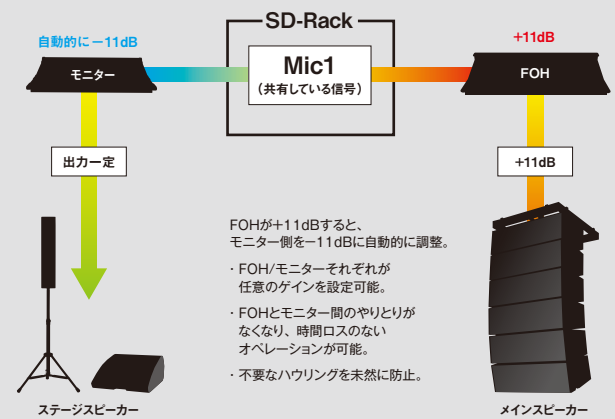 SD-Rack
自動的に－11dB
+11dB
モニター
Mic1
（共有している信号）
FOH
出力一定
+11dB
FOHが＋11dBすると、
モニター側を－11dBに自動的に調整。
・FOH/モニターそれぞれが
任意のゲインを設定可能。
・FOHとモニター間のやりとりが
なくなり、時間ロスのない
オペレーションが可能。
・不要なハウリングを未然に防止。
ステージスピーカー
メインスピーカー